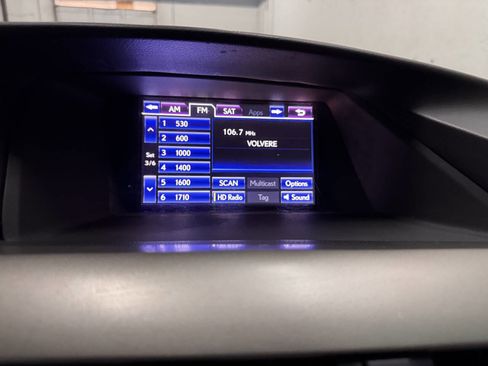 AM FM SAT Apps
1 530
2 600
3 1000
4 1400
5 1600
6 1710
Set
3/6
106.7 MHz
VOLVERE
SCAN Multicast Options
HD Radio Tag Sound